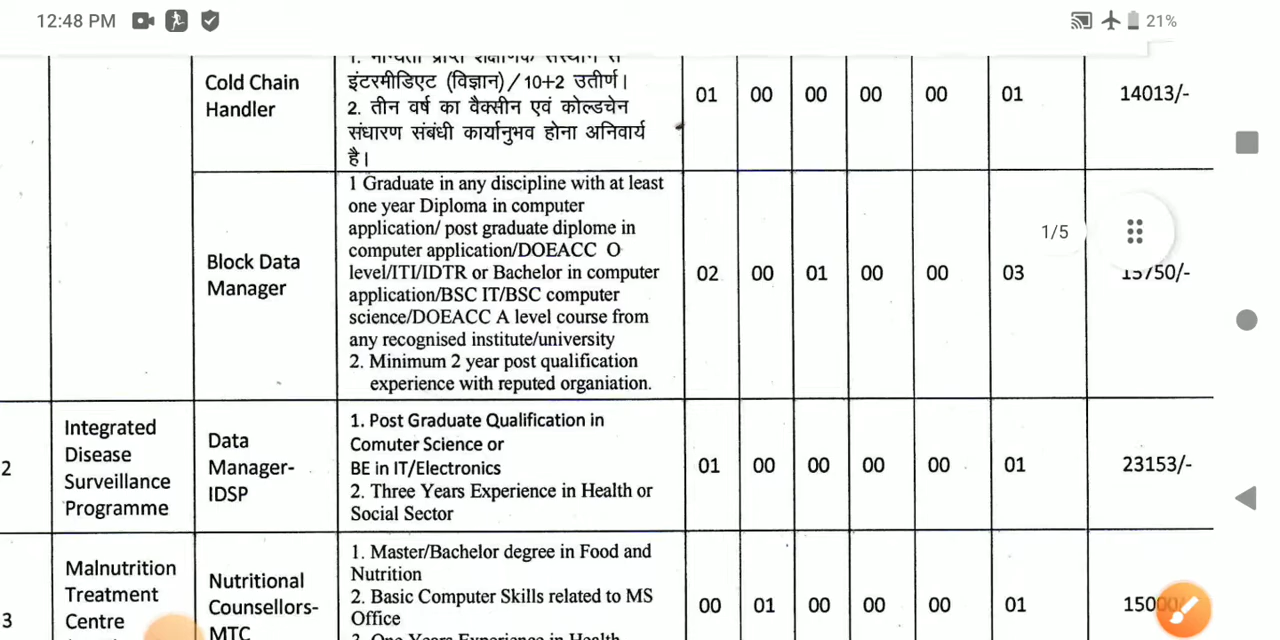 12:48 PM
21%
Cold Chain
Handler
इंटरमीडिएट (विज्ञान) / 10+2 उतीर्ण।
2. तीन वर्ष का वैक्सीन एवं कोल्डचेन
संधारण संबंधी कार्यानुभव होना अनिवार्य
है।
01 00 00 00 00 01 14013/-
Block Data
Manager
1 Graduate in any discipline with at least
one year Diploma in computer
application/ post graduate diplome in
computer application/DOEACC O
level/ITI/IDTR or Bachelor in computer
application/BSC IT/BSC computer
science/DOEACC A level course from
any recognised institute/university
2. Minimum 2 year post qualification
experience with reputed organiation.
02 00 01 00 00 03 15750/-
1/5
2
Integrated
Disease
Surveillance
Programme
Data
Manager-
IDSP
1. Post Graduate Qualification in
Comuter Science or
BE in IT/Electronics
2. Three Years Experience in Health or
Social Sector
01 00 00 00 00 01 23153/-
3
Malnutrition
Treatment
Centre
Nutritional
Counsellors-
MTC
1. Master/Bachelor degree in Food and
Nutrition
2. Basic Computer Skills related to MS
Office
00 01 00 00 00 01